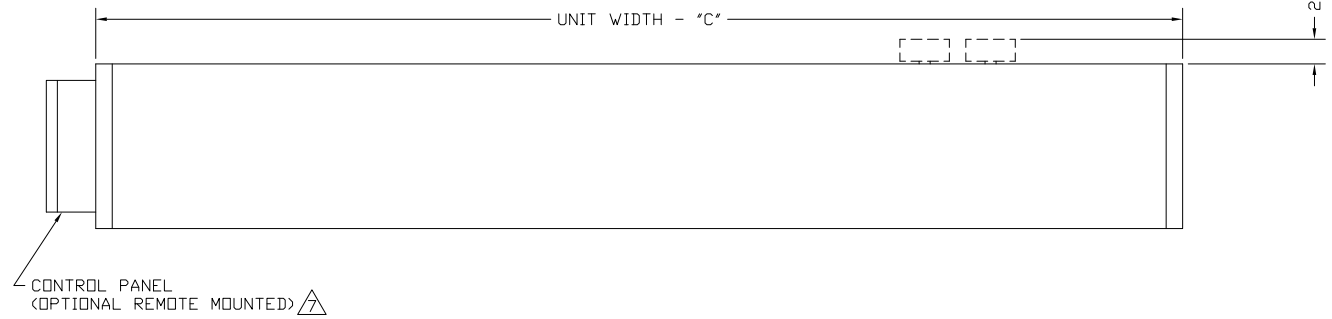 UNIT WIDTH - "C"
2
CONTROL PANEL
(OPTIONAL REMOTE MOUNTED) 7